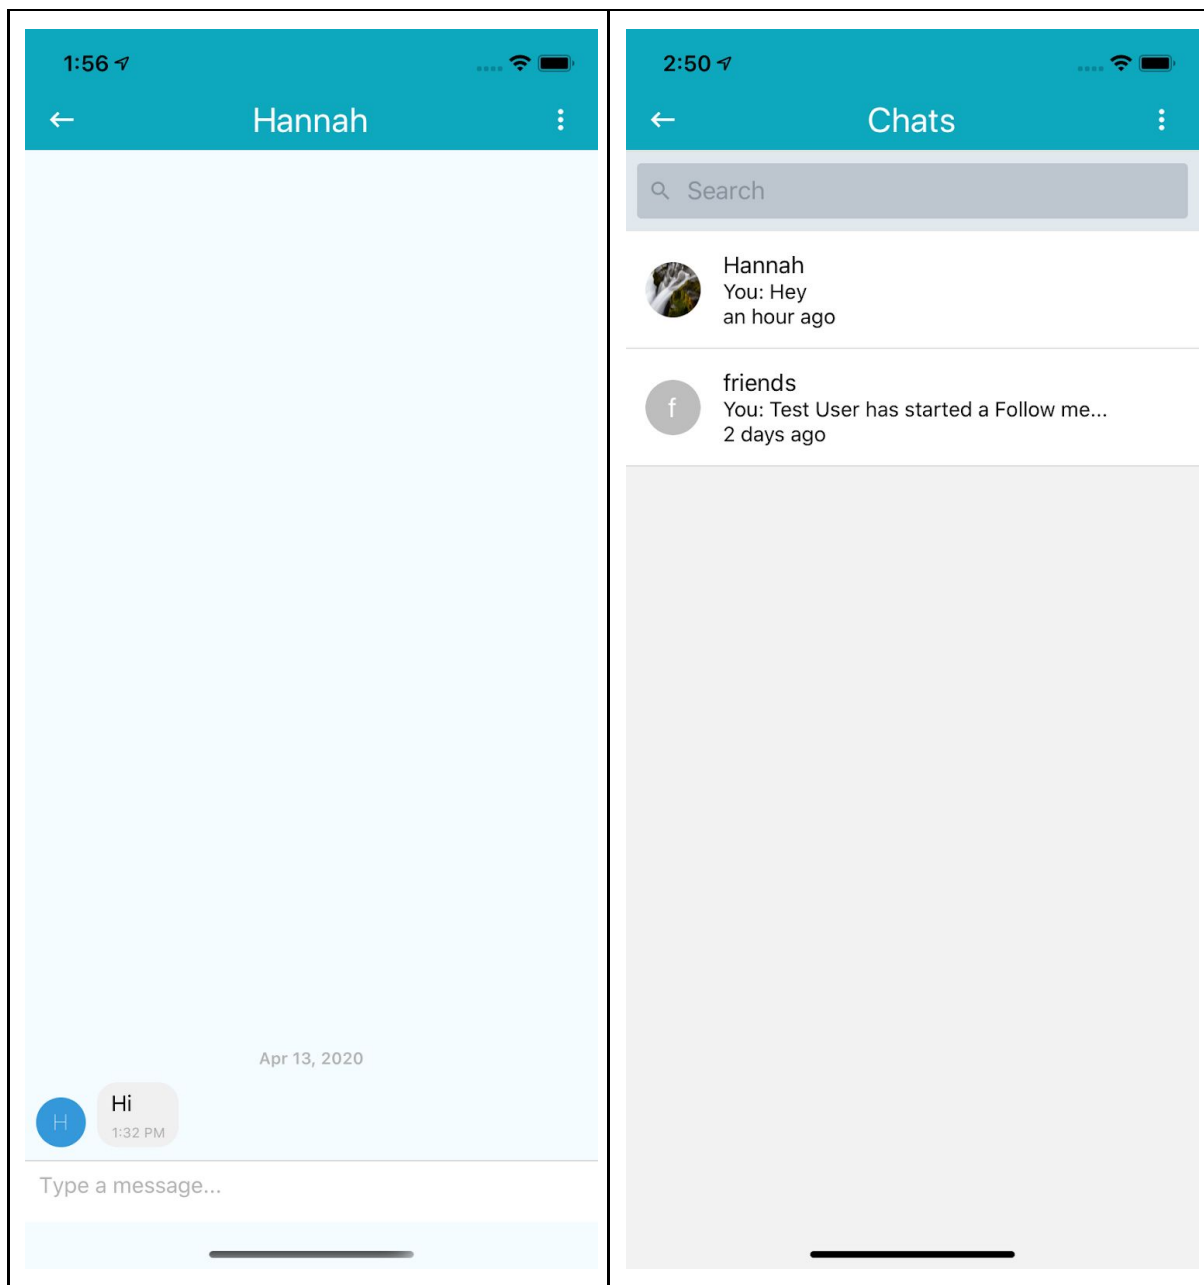 1:56
Hannah
Apr 13, 2020
H
Hi
1:32 PM
Type a message...
2:50
Chats
Search
Hannah
You: Hey
an hour ago
f
friends
You: Test User has started a Follow me...
2 days ago